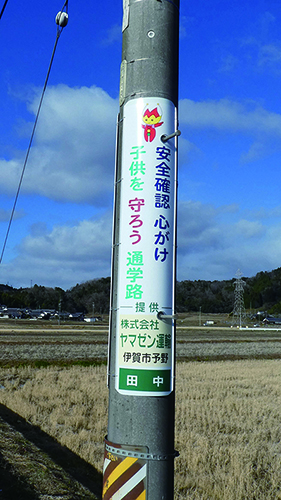 安全確認 心がけ
子供を 守ろう 通学路
提供
株式会社
ヤマゼン運輸
伊賀市予野
田中